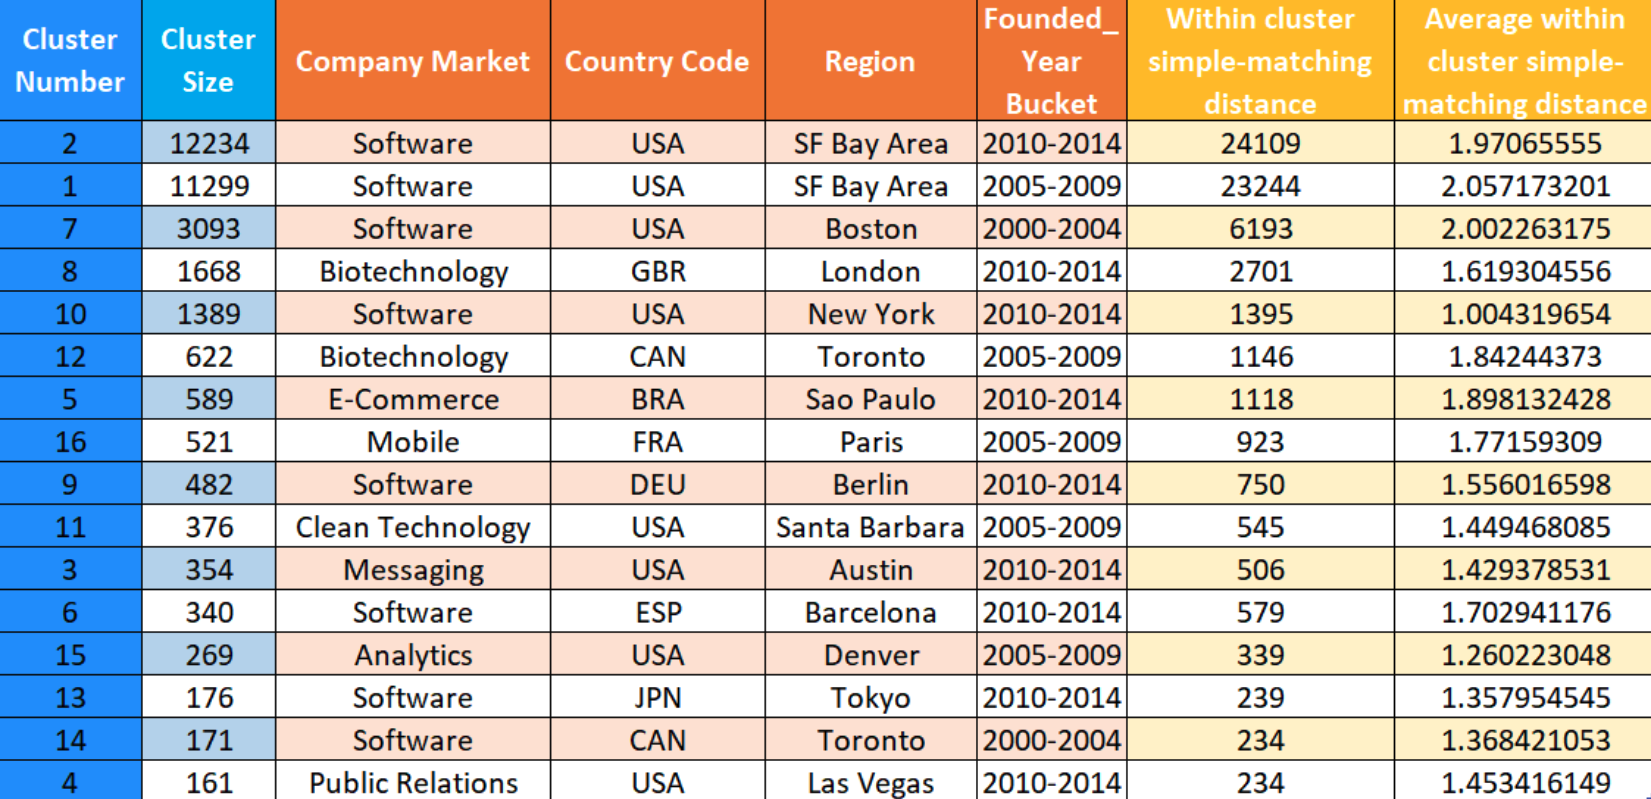 Cluster Number | Cluster Size | Company Market | Country Code | Region | Founded_ Year Bucket | Within cluster simple-matching distance | Average within cluster simple-matching distance
2 | 12234 | Software | USA | SF Bay Area | 2010-2014 | 24109 | 1.97065555
1 | 11299 | Software | USA | SF Bay Area | 2005-2009 | 23244 | 2.057173201
7 | 3093 | Software | USA | Boston | 2000-2004 | 6193 | 2.002263175
8 | 1668 | Biotechnology | GBR | London | 2010-2014 | 2701 | 1.619304556
10 | 1389 | Software | USA | New York | 2010-2014 | 1395 | 1.004319654
12 | 622 | Biotechnology | CAN | Toronto | 2005-2009 | 1146 | 1.84244373
5 | 589 | E-Commerce | BRA | Sao Paulo | 2010-2014 | 1118 | 1.898132428
16 | 521 | Mobile | FRA | Paris | 2005-2009 | 923 | 1.77159309
9 | 482 | Software | DEU | Berlin | 2010-2014 | 750 | 1.556016598
11 | 376 | Clean Technology | USA | Santa Barbara | 2005-2009 | 545 | 1.449468085
3 | 354 | Messaging | USA | Austin | 2010-2014 | 506 | 1.429378531
6 | 340 | Software | ESP | Barcelona | 2010-2014 | 579 | 1.702941176
15 | 269 | Analytics | USA | Denver | 2005-2009 | 339 | 1.260223048
13 | 176 | Software | JPN | Tokyo | 2010-2014 | 239 | 1.357954545
14 | 171 | Software | CAN | Toronto | 2000-2004 | 234 | 1.368421053
4 | 161 | Public Relations | USA | Las Vegas | 2010-2014 | 234 | 1.453416149